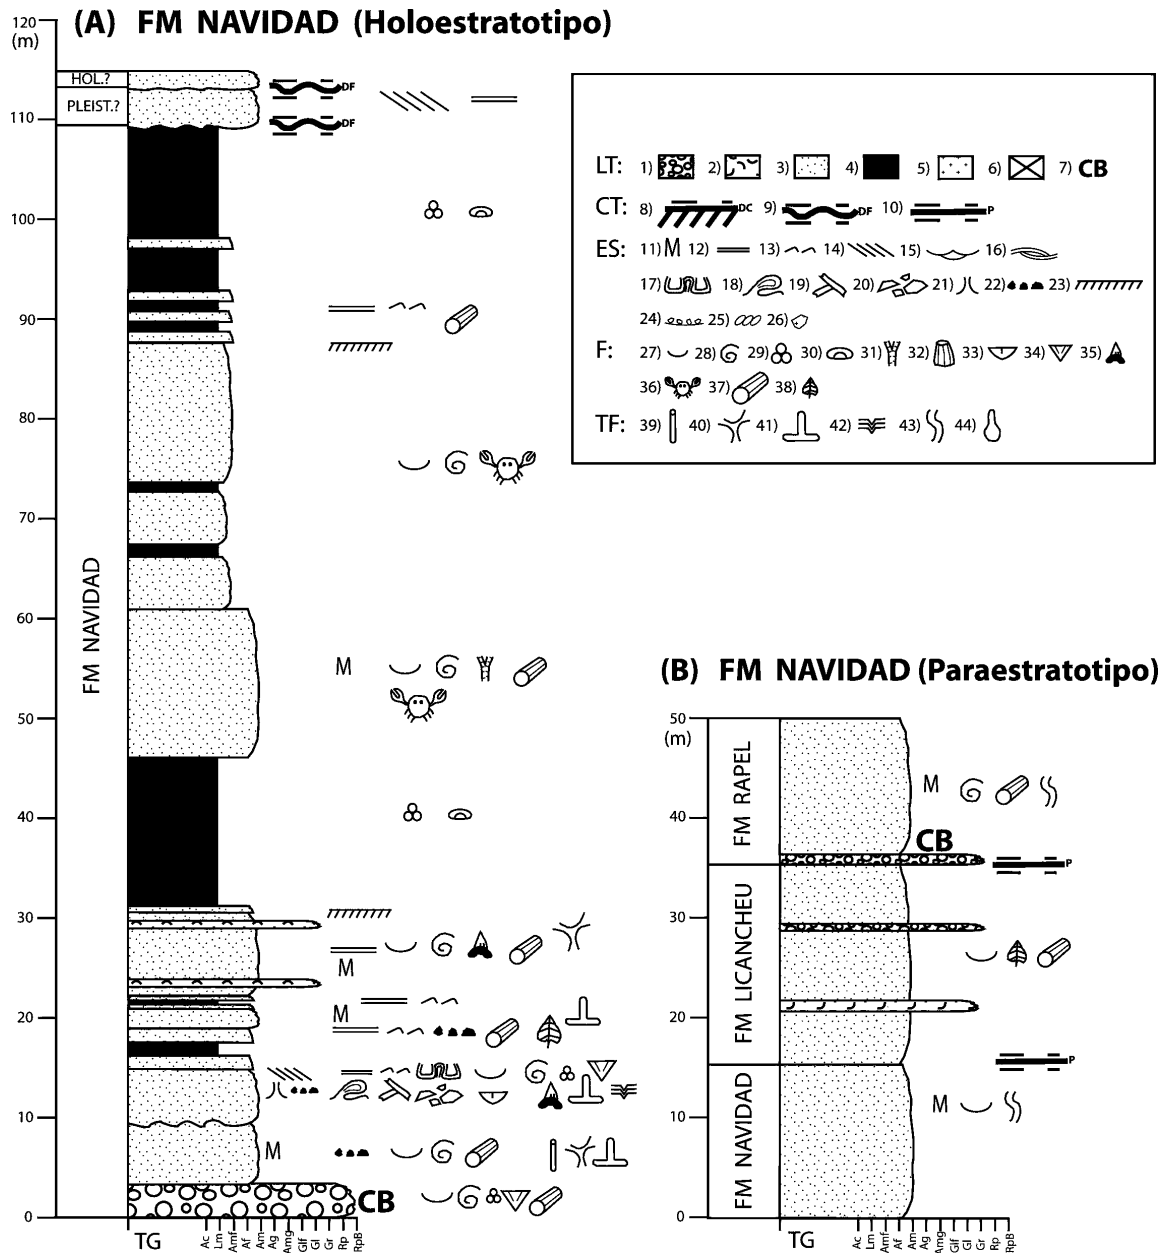 (A) FM NAVIDAD (Holoestratotipo)
120
(m)
110
100
90
80
70
60
50
40
30
20
10
0
HOL.?
PLEIST.?
FM NAVIDAD
DF
DF
M
M
M
M
CB
TG
Ac Lm Amf Af Am Ag Amg Glf Gl Gr Rp RpB
LT: 1) 2) 3) 4) 5) 6) 7) CB
CT: 8) DC 9) DF 10) P
ES: 11) M 12) 13) 14) 15) 16)
17) 18) 19) 20) 21) 22) 23)
24) 25) 26)
F: 27) 28) 29) 30) 31) 32) 33) 34) 35)
36) 37) 38)
TF: 39) 40) 41) 42) 43) 44)
(B) FM NAVIDAD (Paraestratotipo)
50
(m)
40
30
20
10
0
FM RAPEL
FM LICANCHEU
FM NAVIDAD
M
CB
P
P
M
TG
Ac Lm Amf Af Am Ag Amg Glf Gl Gr Rp RpB